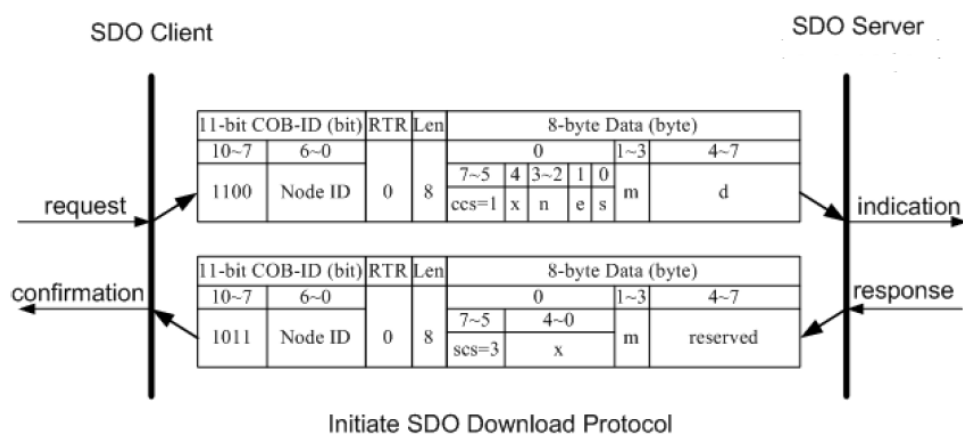 SDO Client
SDO Server
11-bit COB-ID (bit) RTR Len 8-byte Data (byte)
10~7 6~0 0 1~3 4~7
7~5 4 3~2 1 0
1100 Node ID 0 8 ccs=1 x n e s m d
request
indication
11-bit COB-ID (bit) RTR Len 8-byte Data (byte)
confirmation
response
10~7 6~0 0 1~3 4~7
7~5 4~0
1011 Node ID 0 8 scs=3 x m reserved
Initiate SDO Download Protocol